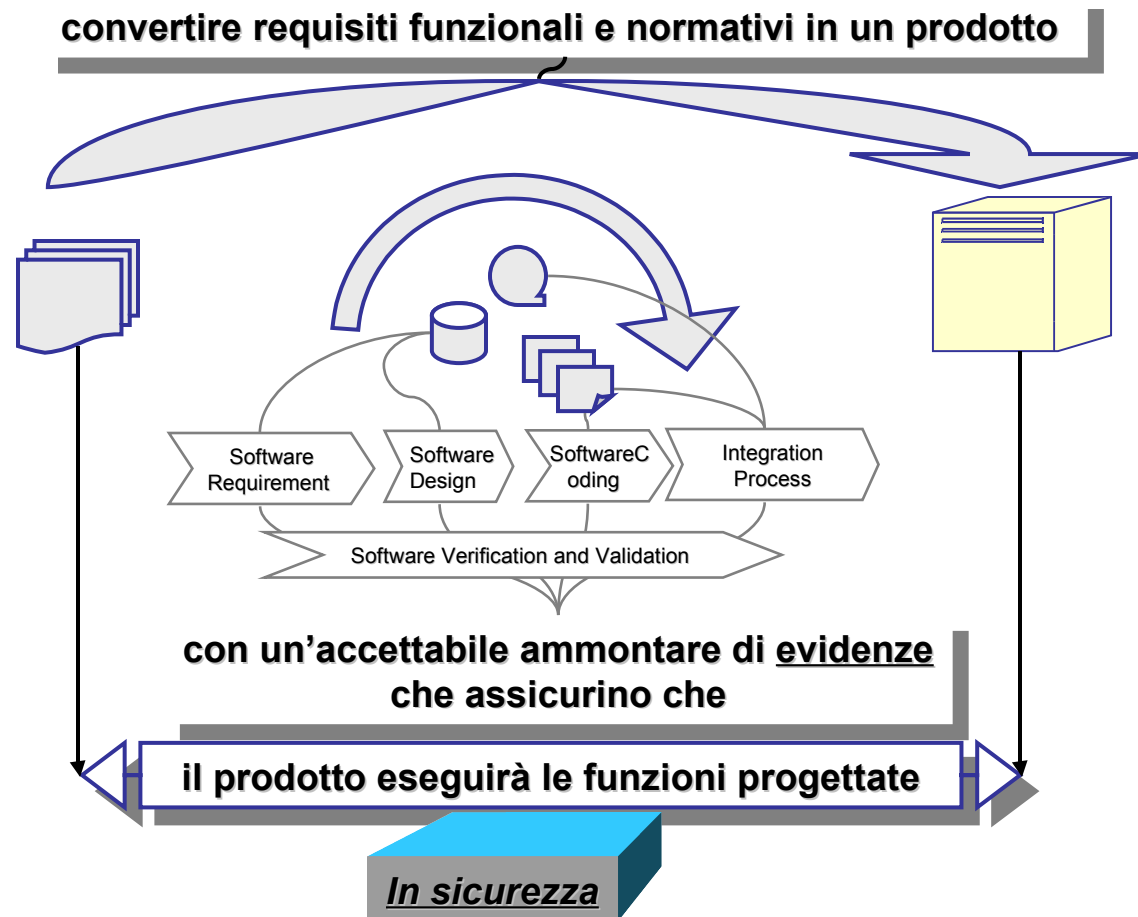 convertire requisiti funzionali e normativi in un prodotto
Software
Requirement
Software
Design
SoftwareC
oding
Integration
Process
Software Verification and Validation
con un’accettabile ammontare di evidenze
che assicurino che
il prodotto eseguirà le funzioni progettate
In sicurezza